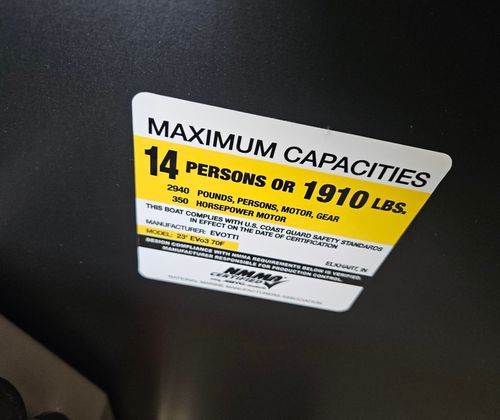 MAXIMUM CAPACITIES
14 PERSONS OR 1910 LBS.
2940 POUNDS, PERSONS, MOTOR, GEAR
350 HORSEPOWER MOTOR
THIS BOAT COMPLIES WITH U.S. COAST GUARD SAFETY STANDARDS
IN EFFECT ON THE DATE OF CERTIFICATION
MANUFACTURER: EVOTTI
ELKHART, IN
MODEL: 23' EVo3 70F
DESIGN COMPLIANCE WITH NMMA REQUIREMENTS BELOW IS VERIFIED.
MANUFACTURER RESPONSIBLE FOR PRODUCTION CONTROL.
NMMA
CERTIFIED
NATIONAL MARINE MANUFACTURERS ASSOCIATION